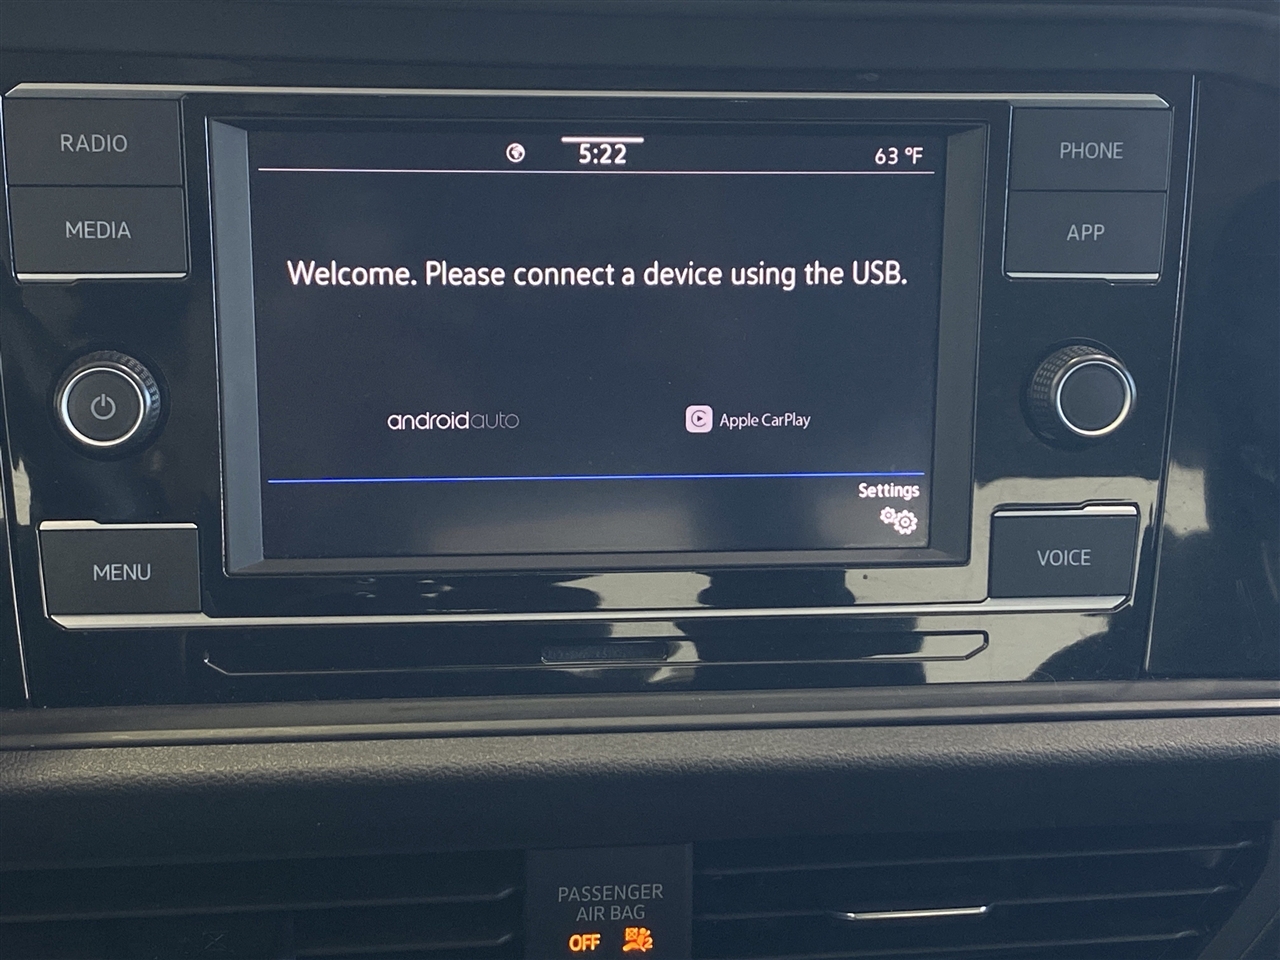 RADIO
MEDIA
5:22
63 °F
PHONE
APP
Welcome. Please connect a device using the USB.
androidauto
Apple CarPlay
Settings
MENU
VOICE
PASSENGER
AIR BAG
OFF
2